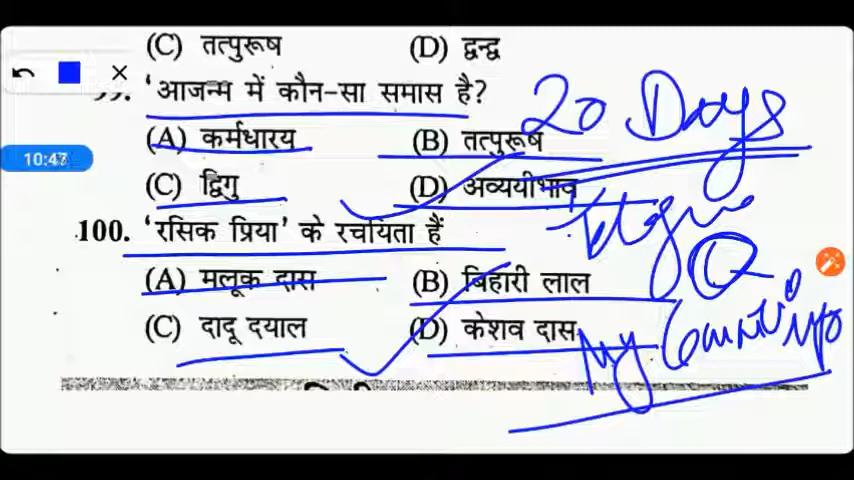 (C) तत्पुरूष (D) द्वन्द्व
'आजन्म में कौन-सा समास है?
(A) कर्मधारय (B) तत्पुरूष
(C) द्विगु (D) अव्ययीभाव
100. 'रसिक प्रिया' के रचयिता हैं
(A) मलूक दास (B) बिहारी लाल
(C) दादू दयाल (D) केशव दास
10:47
20 Days
My